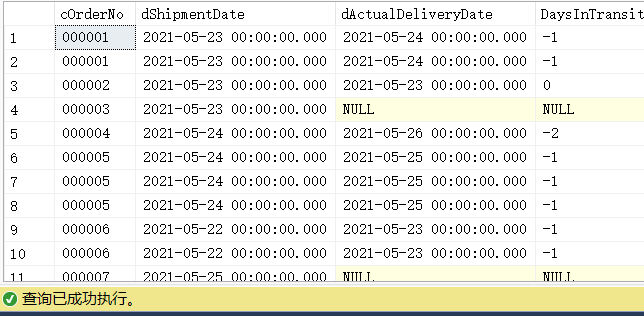 cOrderNo dShipmentDate dActualDeliveryDate DaysInTransit
1 000001 2021-05-23 00:00:00.000 2021-05-24 00:00:00.000 -1
2 000001 2021-05-23 00:00:00.000 2021-05-24 00:00:00.000 -1
3 000002 2021-05-23 00:00:00.000 2021-05-23 00:00:00.000 0
4 000003 2021-05-23 00:00:00.000 NULL NULL
5 000004 2021-05-24 00:00:00.000 2021-05-26 00:00:00.000 -2
6 000005 2021-05-24 00:00:00.000 2021-05-25 00:00:00.000 -1
7 000005 2021-05-24 00:00:00.000 2021-05-25 00:00:00.000 -1
8 000005 2021-05-24 00:00:00.000 2021-05-25 00:00:00.000 -1
9 000006 2021-05-22 00:00:00.000 2021-05-23 00:00:00.000 -1
10 000006 2021-05-22 00:00:00.000 2021-05-23 00:00:00.000 -1
11 000007 2021-05-25 00:00:00.000 NULL NULL
查询已成功执行。